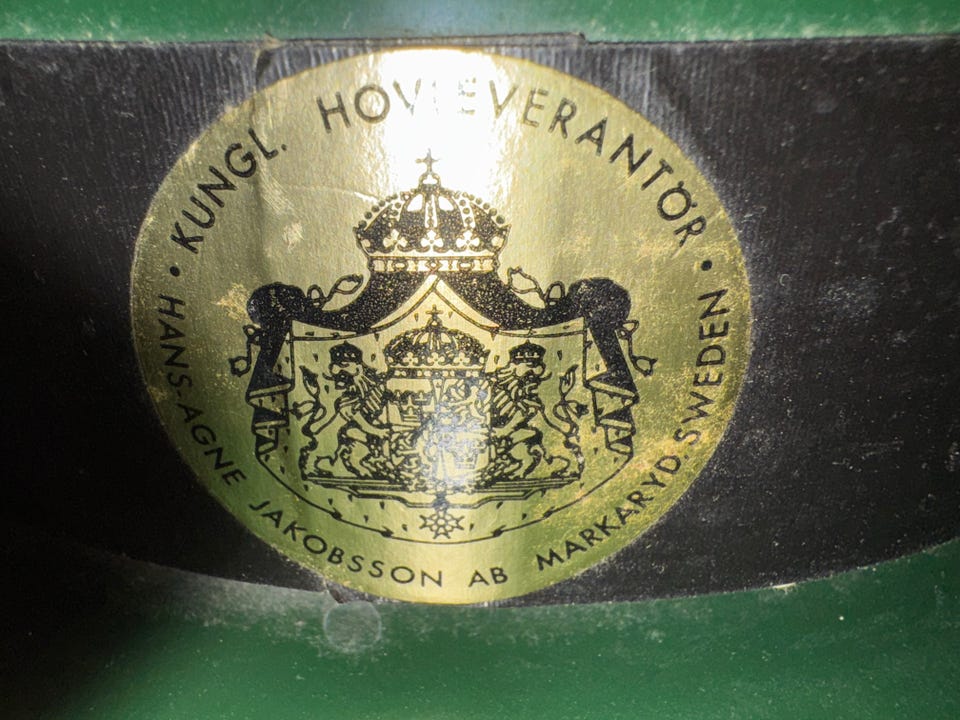 KUNGL. HOVLEVERANTÖR
HANS-AGNE JAKOBSSON AB MARKARYD. SWEDEN